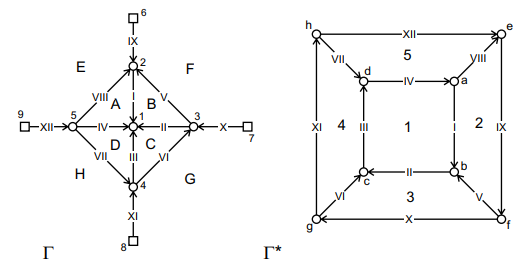 6
h XII e
IX
5
E 2 F
VII VIII
d IV a
VIII A I B V
9 XII 5 IV 1 II 3 X 7
XI 4 III 1 I 2 IX
D C
VII III VI
H 4 G
c II b
VI 3 V
XI
g X f
8
Γ Γ*